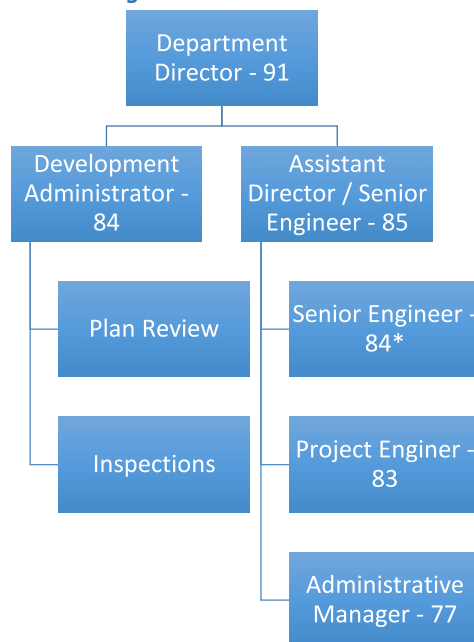 Department
Director - 91
Development
Administrator -
84
Assistant
Director / Senior
Engineer - 85
Plan Review
Senior Engineer -
84*
Inspections
Project Enginer -
83
Administrative
Manager - 77